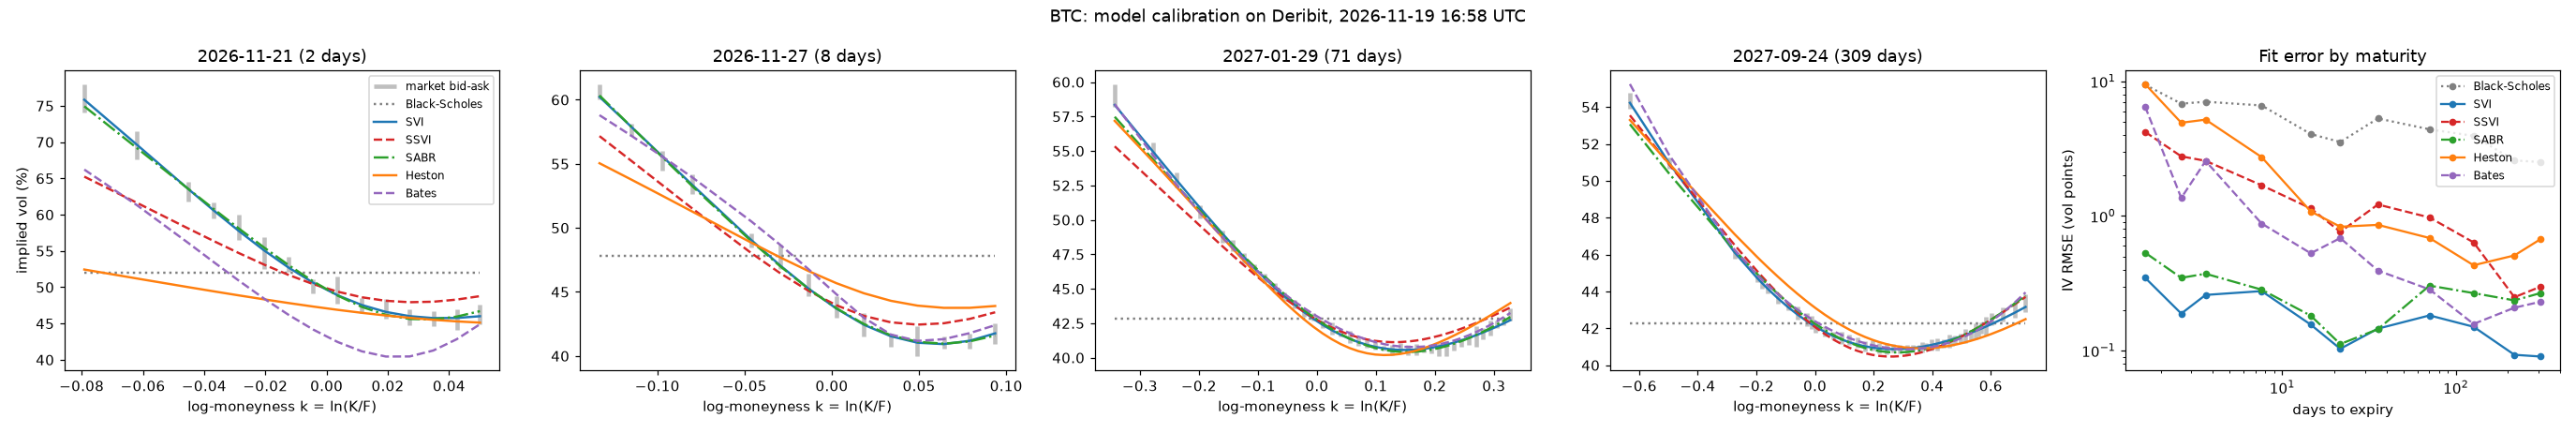 BTC: model calibration on Deribit, 2026-11-19 16:58 UTC
2026-11-21 (2 days)
implied vol (%)
75
70
65
60
55
50
45
40
−0.08 −0.06 −0.04 −0.02 0.00 0.02 0.04
log-moneyness k = ln(K/F)
market bid-ask
Black-Scholes
SVI
SSVI
SABR
Heston
Bates
2026-11-27 (8 days)
60
55
50
45
40
−0.10 −0.05 0.00 0.05 0.10
log-moneyness k = ln(K/F)
2027-01-29 (71 days)
60.0
57.5
55.0
52.5
50.0
47.5
45.0
42.5
40.0
−0.3 −0.2 −0.1 0.0 0.1 0.2 0.3
log-moneyness k = ln(K/F)
2027-09-24 (309 days)
54
52
50
48
46
44
42
40
−0.6 −0.4 −0.2 0.0 0.2 0.4 0.6
log-moneyness k = ln(K/F)
Fit error by maturity
IV RMSE (vol points)
10¹
10⁰
10⁻¹
10¹ 10²
days to expiry
Black-Scholes
SVI
SSVI
SABR
Heston
Bates